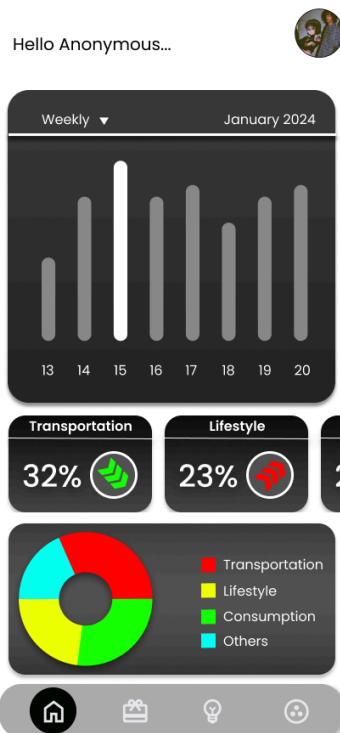 Hello Anonymous...
Weekly January 2024
13 14 15 16 17 18 19 20
Transportation Lifestyle
32% 23%
Transportation
Lifestyle
Consumption
Others